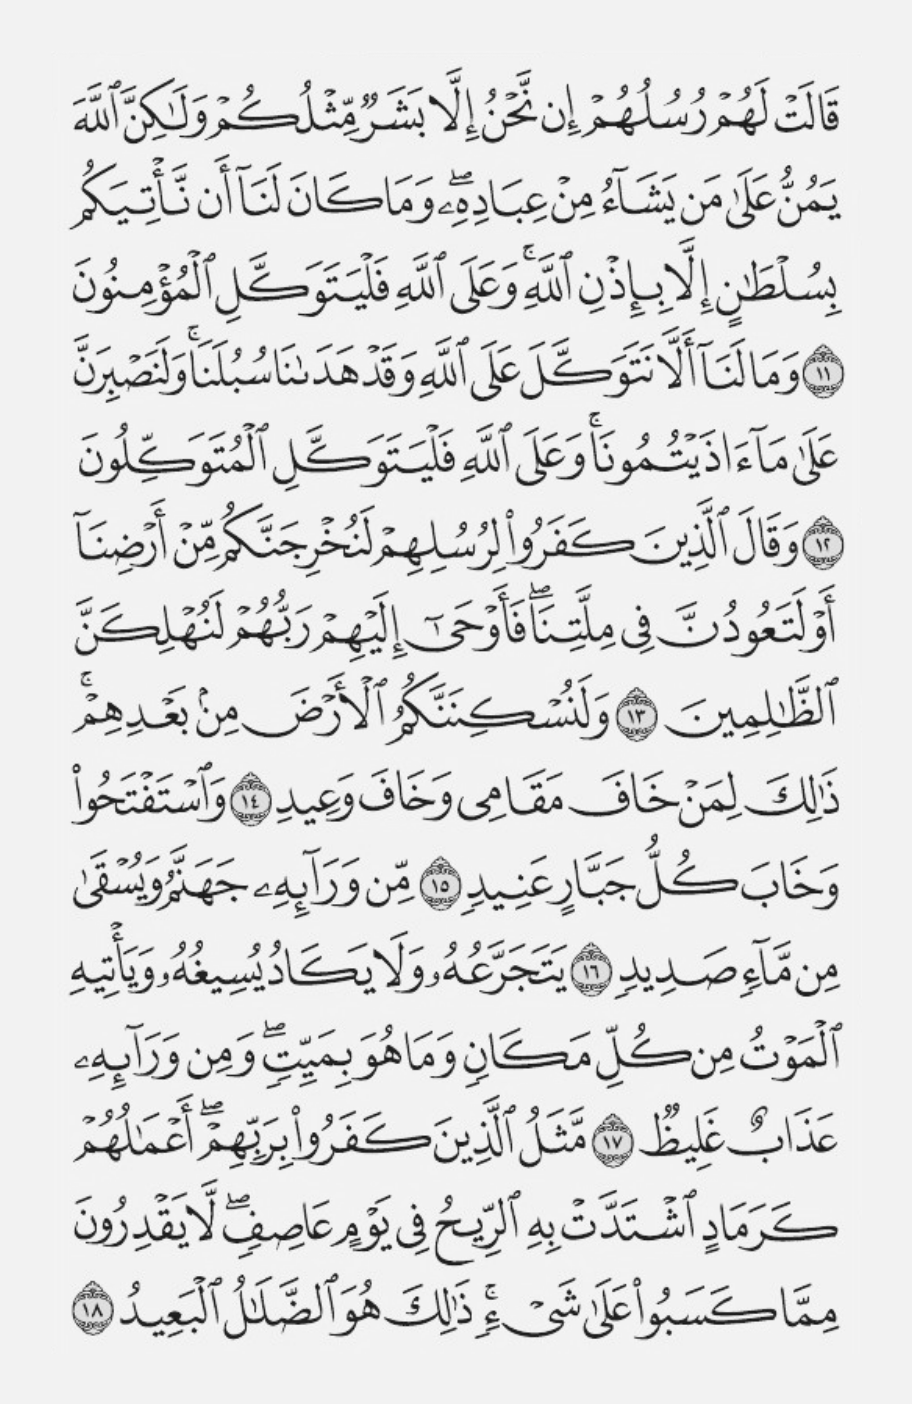 قَالَتْ لَهُمْ رُسُلُهُمْ إِن نَّحْنُ إِلَّا بَشَرٌ مِّثْلُكُمْ وَلَٰكِنَّ ٱللَّهَ
يَمُنُّ عَلَىٰ مَن يَشَآءُ مِنْ عِبَادِهِۦۖ وَمَا كَانَ لَنَآ أَن نَّأْتِيَكُم
بِسُلْطَٰنٍ إِلَّا بِإِذْنِ ٱللَّهِۚ وَعَلَى ٱللَّهِ فَلْيَتَوَكَّلِ ٱلْمُؤْمِنُونَ
١١ وَمَا لَنَآ أَلَّا نَتَوَكَّلَ عَلَى ٱللَّهِ وَقَدْ هَدَىٰنَا سُبُلَنَاۚ وَلَنَصْبِرَنَّ
عَلَىٰ مَآ ءَاذَيْتُمُونَاۚ وَعَلَى ٱللَّهِ فَلْيَتَوَكَّلِ ٱلْمُتَوَكِّلُونَ
١٢ وَقَالَ ٱلَّذِينَ كَفَرُوا۟ لِرُسُلِهِمْ لَنُخْرِجَنَّكُم مِّنْ أَرْضِنَآ
أَوْ لَتَعُودُنَّ فِى مِلَّتِنَاۖ فَأَوْحَىٰٓ إِلَيْهِمْ رَبُّهُمْ لَنُهْلِكَنَّ
ٱلظَّٰلِمِينَ ١٣ وَلَنُسْكِنَنَّكُمُ ٱلْأَرْضَ مِنۢ بَعْدِهِمْۚ
ذَٰلِكَ لِمَنْ خَافَ مَقَامِى وَخَافَ وَعِيدِ ١٤ وَٱسْتَفْتَحُوا۟
وَخَابَ كُلُّ جَبَّارٍ عَنِيدٍ ١٥ مِّن وَرَآئِهِۦ جَهَنَّمُ وَيُسْقَىٰ
مِن مَّآءٍ صَدِيدٍ ١٦ يَتَجَرَّعُهُۥ وَلَا يَكَادُ يُسِيغُهُۥ وَيَأْتِيهِ
ٱلْمَوْتُ مِن كُلِّ مَكَانٍ وَمَا هُوَ بِمَيِّتٍۖ وَمِن وَرَآئِهِۦ
عَذَابٌ غَلِيظٌ ١٧ مَّثَلُ ٱلَّذِينَ كَفَرُوا۟ بِرَبِّهِمْۖ أَعْمَٰلُهُمْ
كَرَمَادٍ ٱشْتَدَّتْ بِهِ ٱلرِّيحُ فِى يَوْمٍ عَاصِفٍۖ لَّا يَقْدِرُونَ
مِمَّا كَسَبُوا۟ عَلَىٰ شَىْءٍۚ ذَٰلِكَ هُوَ ٱلضَّلَٰلُ ٱلْبَعِيدُ ١٨